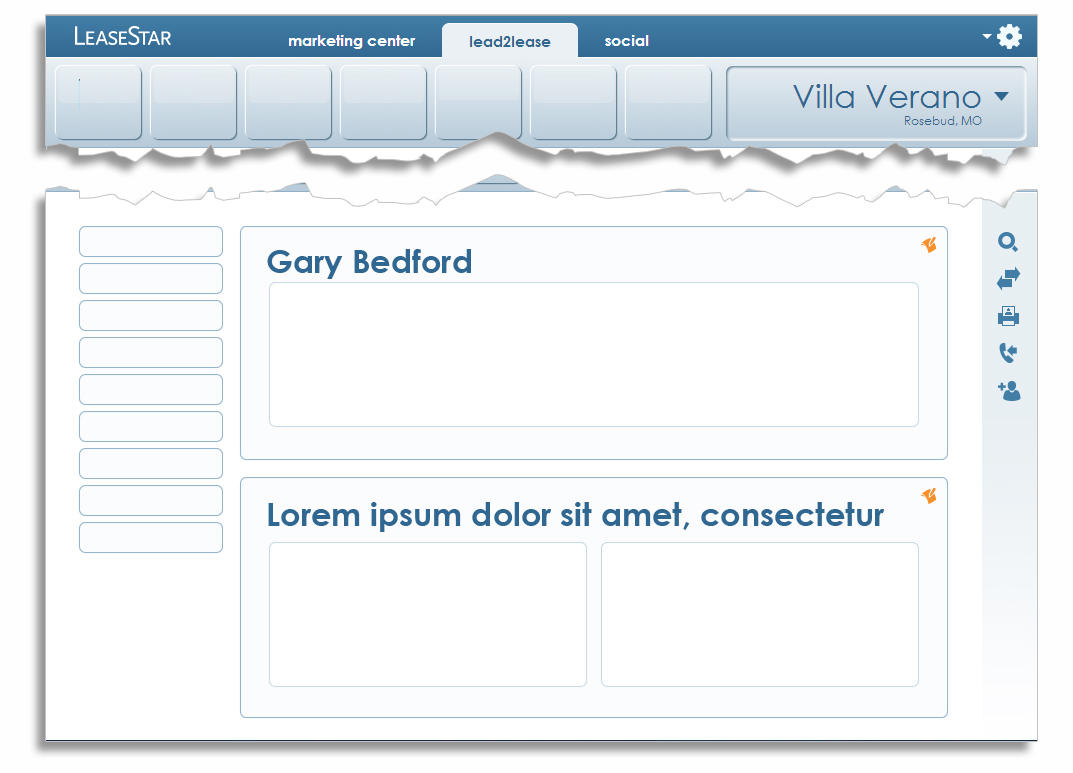 LEASESTAR
marketing center
lead2lease
social
Villa Verano
Rosebud, MO
Gary Bedford
Lorem ipsum dolor sit amet, consectetur